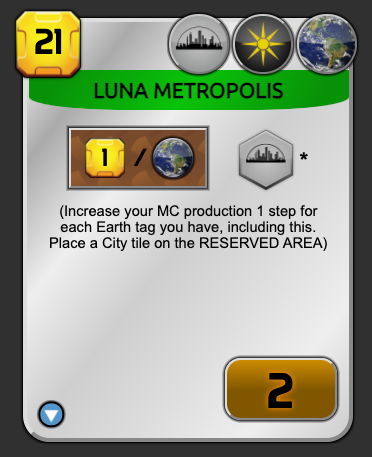 21
LUNA METROPOLIS
1 / *
(Increase your MC production 1 step for
each Earth tag you have, including this.
Place a City tile on the RESERVED AREA)
2